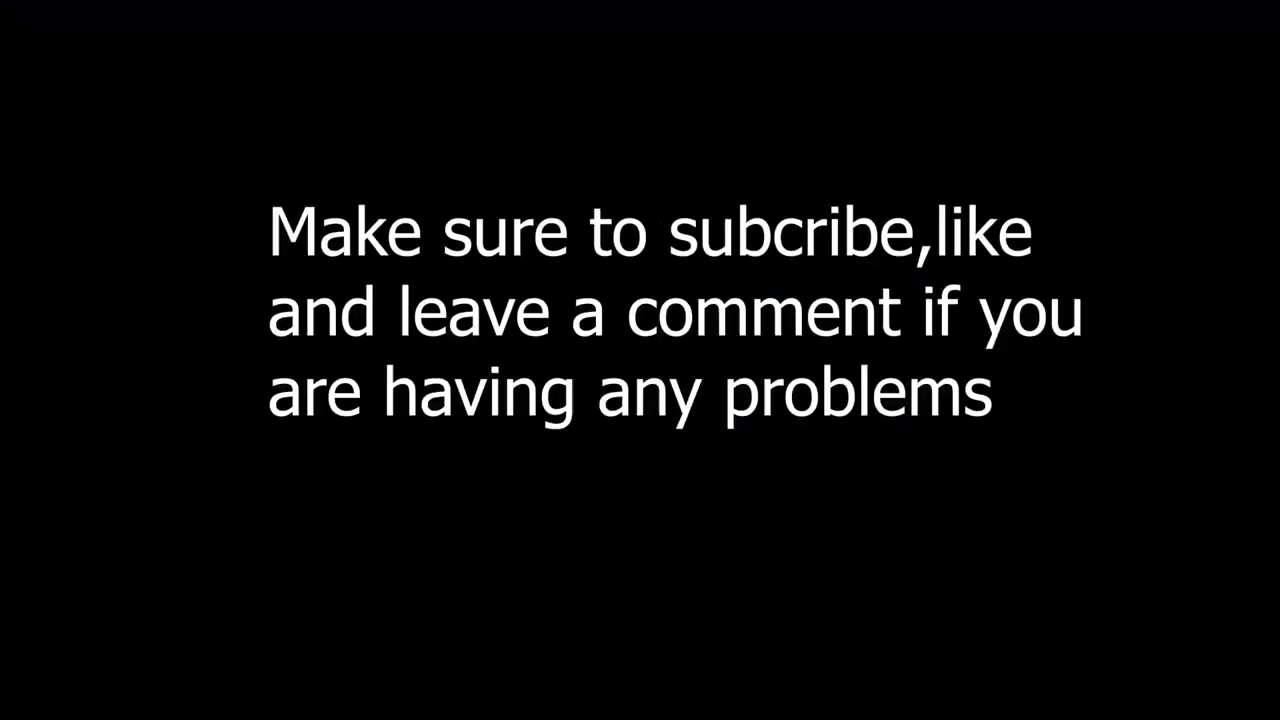 Make sure to subcribe,like
and leave a comment if you
are having any problems